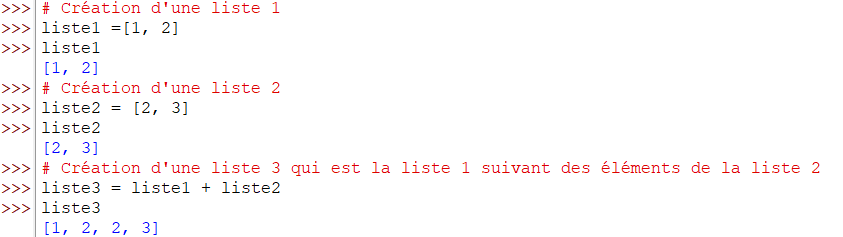 >>> # Création d'une liste 1
>>> liste1 =[1, 2]
>>> liste1
[1, 2]
>>> # Création d'une liste 2
>>> liste2 = [2, 3]
>>> liste2
[2, 3]
>>> # Création d'une liste 3 qui est la liste 1 suivant des éléments de la liste 2
>>> liste3 = liste1 + liste2
>>> liste3
[1, 2, 2, 3]